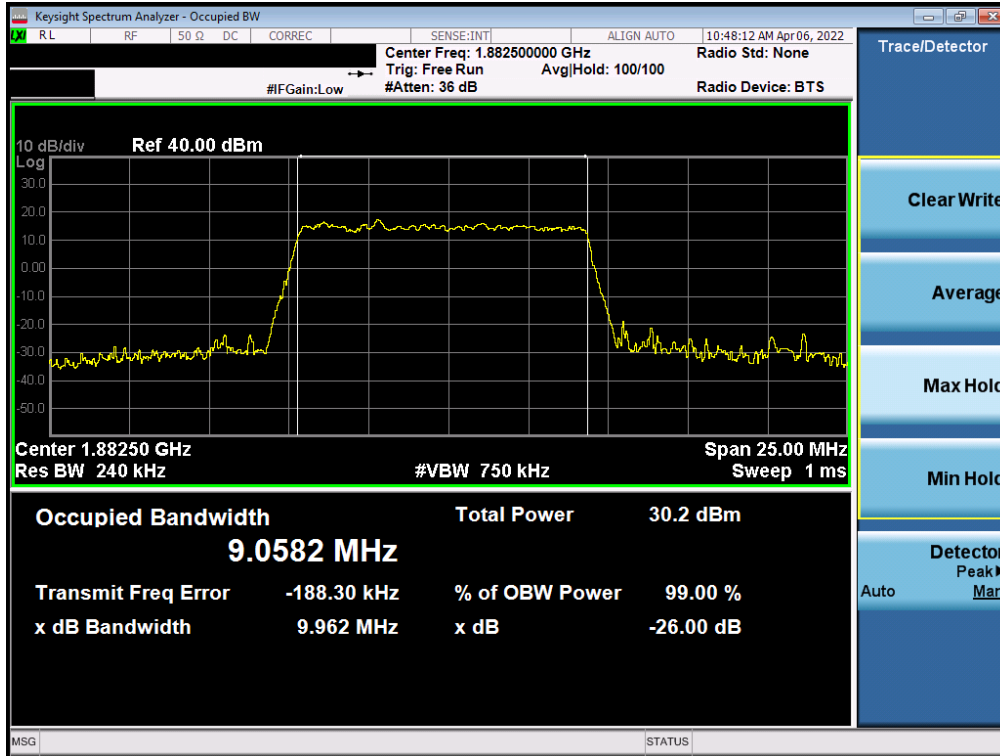 Keysight Spectrum Analyzer - Occupied BW
LXI RL RF 50 Ω DC CORREC SENSE:INT ALIGN AUTO 10:48:12 AM Apr 06, 2022
Center Freq: 1.882500000 GHz Radio Std: None
Trig: Free Run Avg|Hold: 100/100
#IFGain:Low #Atten: 36 dB Radio Device: BTS
Trace/Detector
10 dB/div Ref 40.00 dBm
Log
30.0
20.0
10.0
0.00
-10.0
-20.0
-30.0
-40.0
-50.0
Center 1.88250 GHz Span 25.00 MHz
Res BW 240 kHz #VBW 750 kHz Sweep 1 ms
Occupied Bandwidth Total Power 30.2 dBm
9.0582 MHz
Transmit Freq Error -188.30 kHz % of OBW Power 99.00 %
x dB Bandwidth 9.962 MHz x dB -26.00 dB
Clear Write
Average
Max Hold
Min Hold
Detector
Peak
Auto Man
MSG STATUS